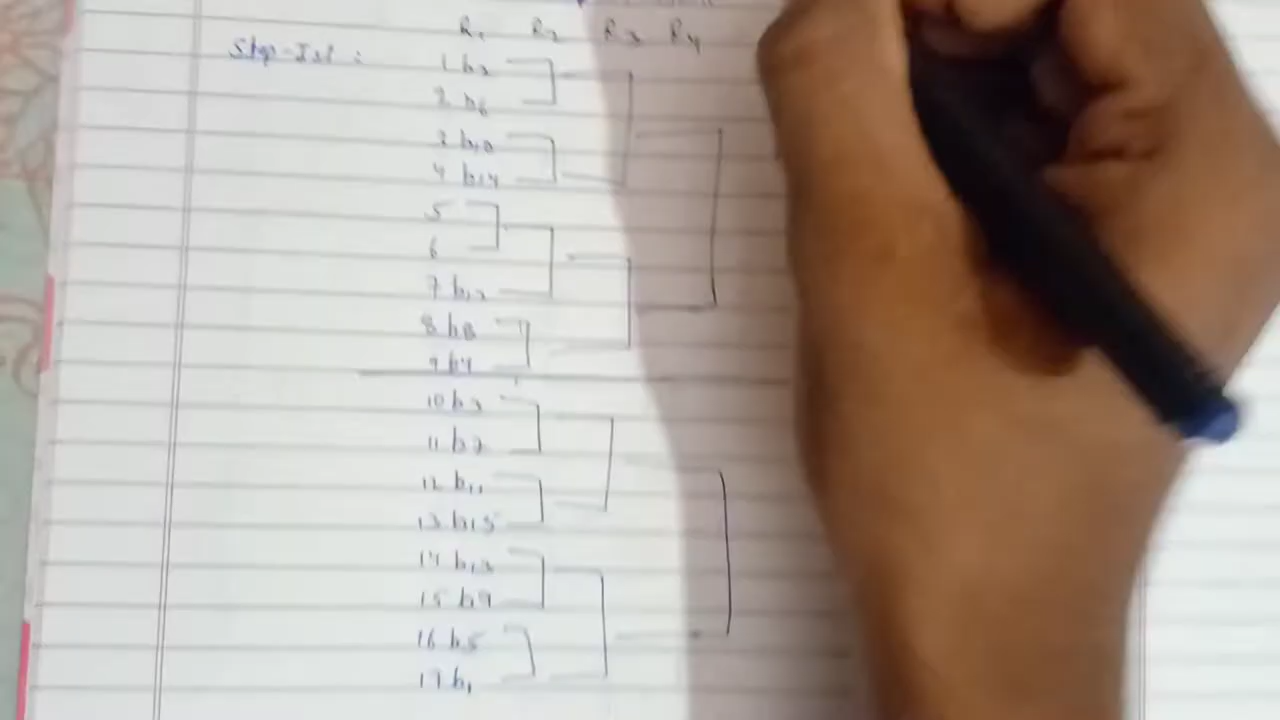 R1 R2 R3 R4
Step-Ist :
1 b2
2 b6
3 b10
4 b14
5
6
7 b12
8 b8
9 b4
10 b3
11 b7
12 b11
13 b15
14 b13
15 b9
16 b5
17 b1